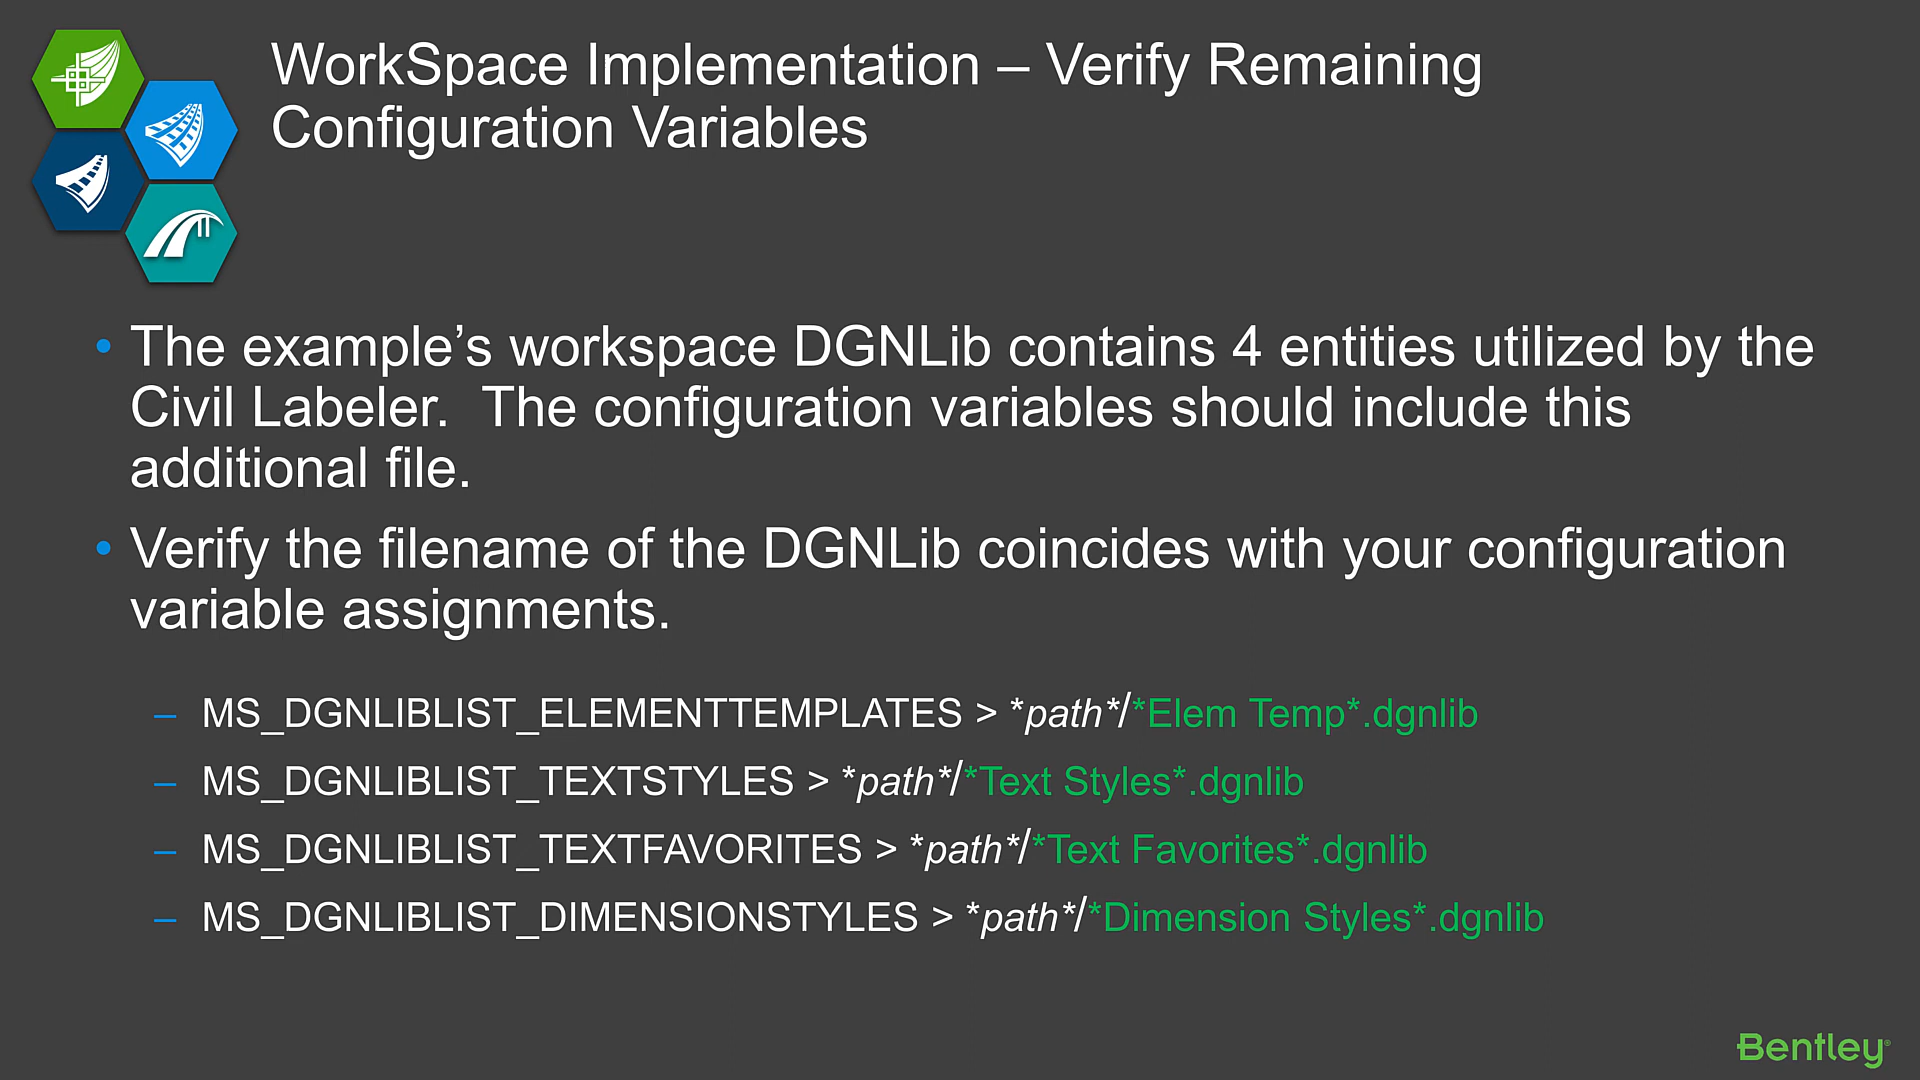 WorkSpace Implementation – Verify Remaining
Configuration Variables
• The example’s workspace DGNLib contains 4 entities utilized by the
Civil Labeler.  The configuration variables should include this
additional file.
• Verify the filename of the DGNLib coincides with your configuration
variable assignments.
– MS_DGNLIBLIST_ELEMENTTEMPLATES > *path*/*Elem Temp*.dgnlib
– MS_DGNLIBLIST_TEXTSTYLES > *path*/*Text Styles*.dgnlib
– MS_DGNLIBLIST_TEXTFAVORITES > *path*/*Text Favorites*.dgnlib
– MS_DGNLIBLIST_DIMENSIONSTYLES > *path*/*Dimension Styles*.dgnlib
Bentley®